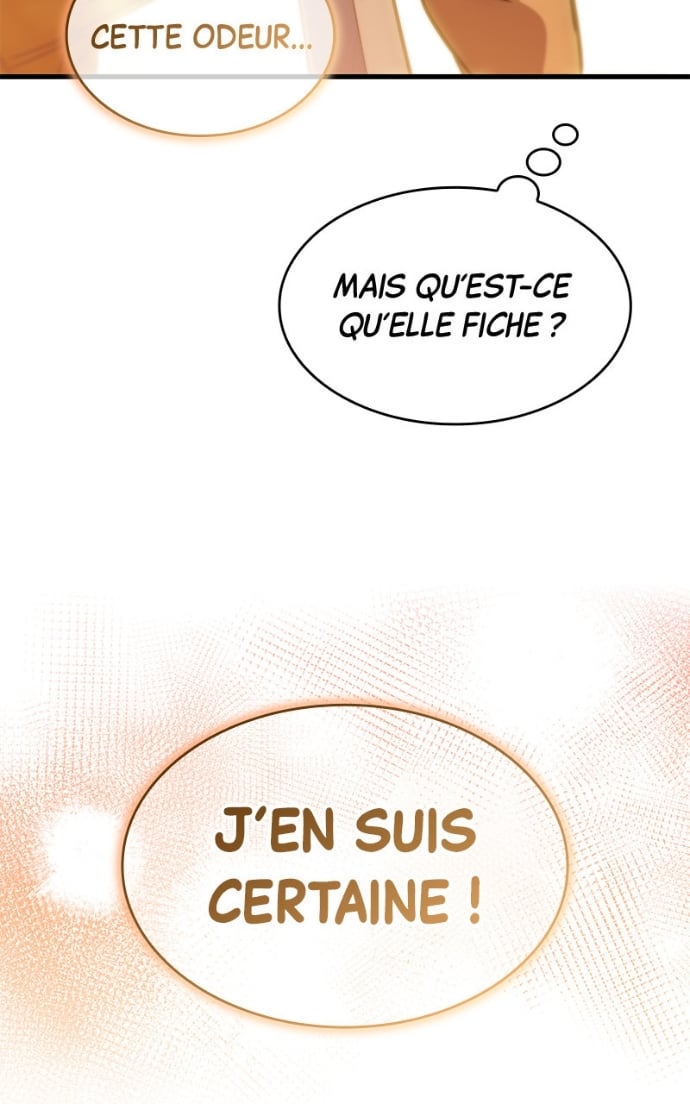 CETTE ODEUR...
MAIS QU'EST-CE
QU'ELLE FICHE ?
J'EN SUIS
CERTAINE !